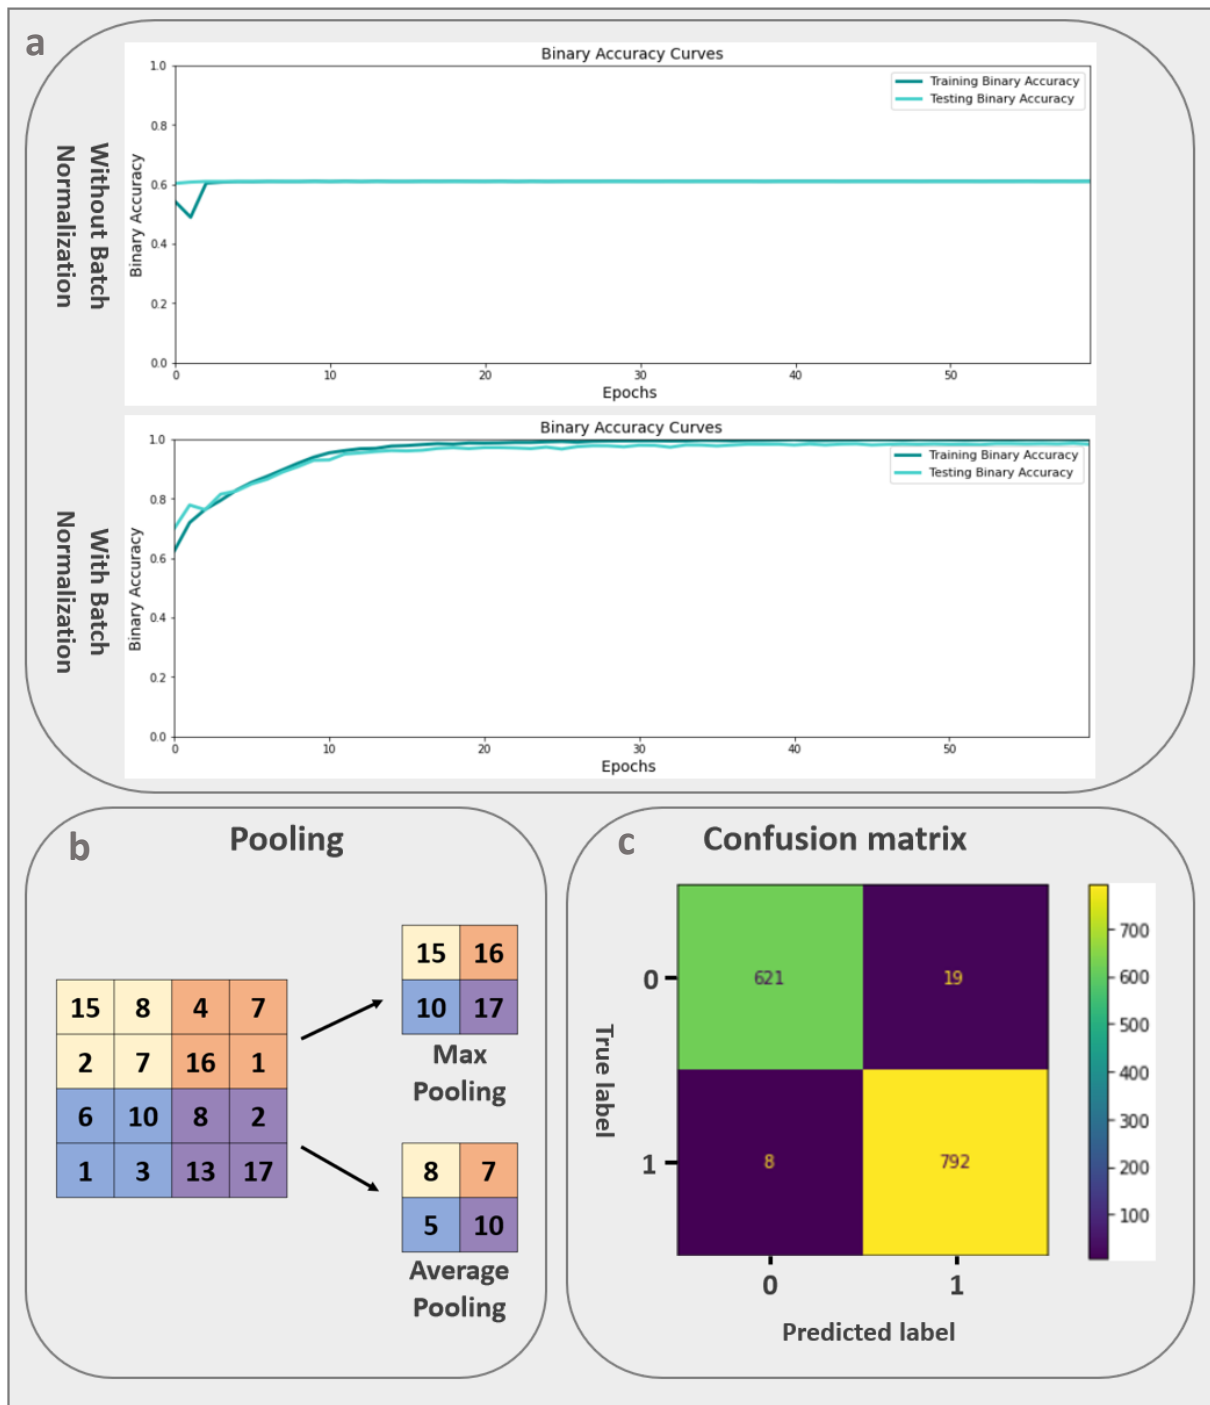 a
Without Batch
Normalization
Binary Accuracy Curves
Training Binary Accuracy
Testing Binary Accuracy
Binary Accuracy
1.0
0.8
0.6
0.4
0.2
0.0
0 10 20 30 40 50
Epochs
With Batch
Normalization
Binary Accuracy Curves
Training Binary Accuracy
Testing Binary Accuracy
Binary Accuracy
1.0
0.8
0.6
0.4
0.2
0.0
0 10 20 30 40 50
Epochs
b
Pooling
15 8 4 7
2 7 16 1
6 10 8 2
1 3 13 17
15 16
10 17
Max
Pooling
8 7
5 10
Average
Pooling
c
Confusion matrix
True label
0
1
621 19
8 792
0 1
Predicted label
700
600
500
400
300
200
100